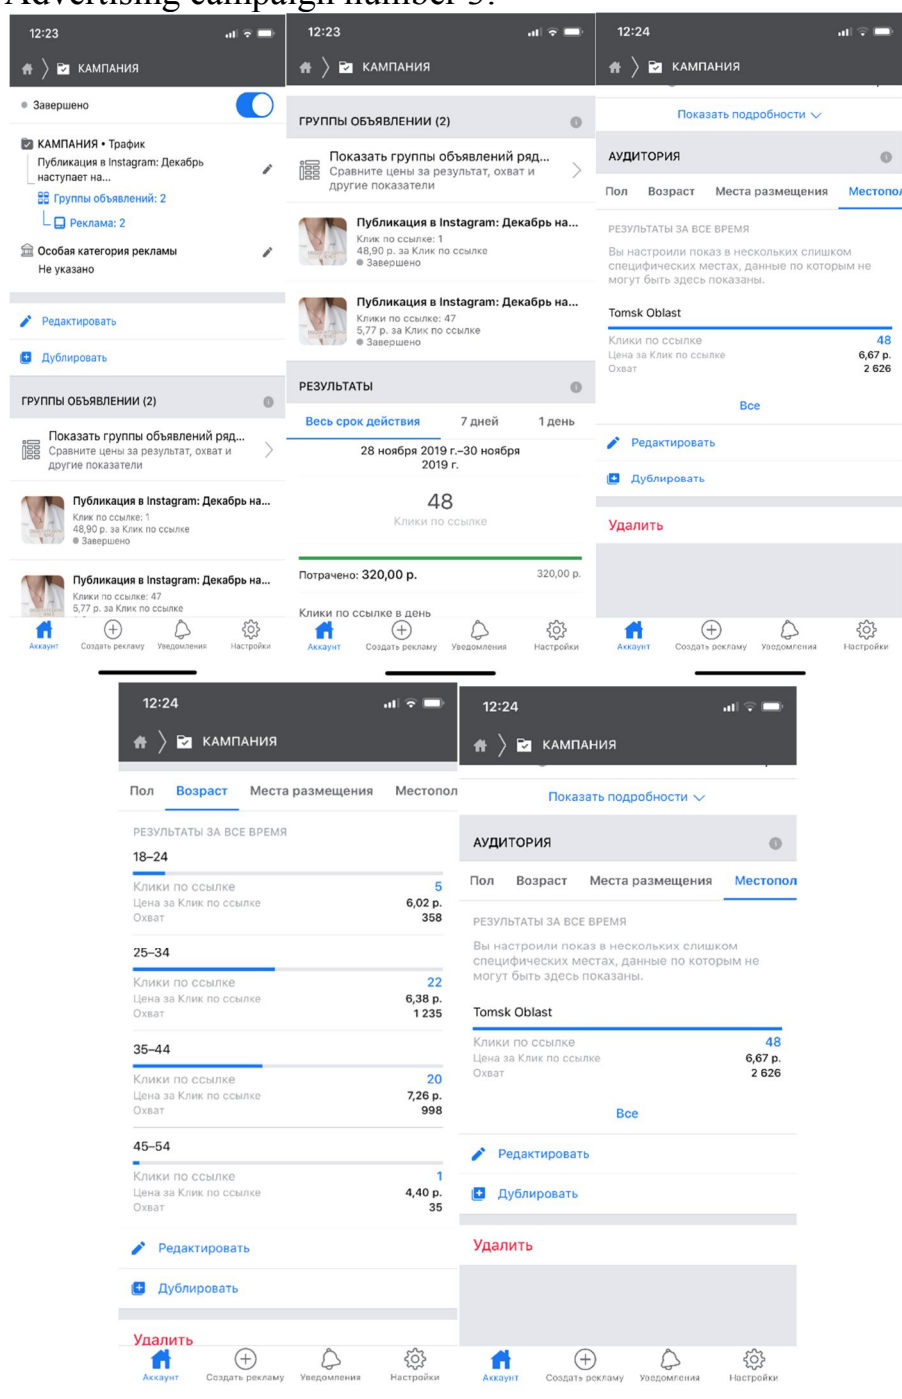 Advertising campaign number 3:
12:23
КАМПАНИЯ
Завершено
КАМПАНИЯ • Трафик
Публикация в Instagram: Декабрь
наступает на...
Группы объявлений: 2
Реклама: 2
Особая категория рекламы
Не указано
Редактировать
Дублировать
ГРУППЫ ОБЪЯВЛЕНИИ (2)
Показать группы объявлений ряд...
Сравните цены за результат, охват и
другие показатели
Публикация в Instagram: Декабрь на...
Клик по ссылке: 1
48,90 р. за Клик по ссылке
Завершено
Публикация в Instagram: Декабрь на...
Клики по ссылке: 47
5,77 р. за Клик по ссылке
Аккаунт
Создать рекламу
Уведомления
Настройки
12:23
КАМПАНИЯ
ГРУППЫ ОБЪЯВЛЕНИИ (2)
Показать группы объявлений ряд...
Сравните цены за результат, охват и
другие показатели
Публикация в Instagram: Декабрь на...
Клик по ссылке: 1
48,90 р. за Клик по ссылке
Завершено
Публикация в Instagram: Декабрь на...
Клики по ссылке: 47
5,77 р. за Клик по ссылке
Завершено
РЕЗУЛЬТАТЫ
Весь срок действия 7 дней 1 день
28 ноября 2019 г.–30 ноября
2019 г.
48
Клики по ссылке
Потрачено: 320,00 р. 320,00 р.
Клики по ссылке в день
Аккаунт
Создать рекламу
Уведомления
Настройки
12:24
КАМПАНИЯ
Показать подробности
АУДИТОРИЯ
Пол Возраст Места размещения Местопол
РЕЗУЛЬТАТЫ ЗА ВСЕ ВРЕМЯ
Вы настроили показ в нескольких слишком
специфических местах, данные по которым не
могут быть здесь показаны.
Tomsk Oblast
Клики по ссылке 48
Цена за Клик по ссылке 6,67 р.
Охват 2 626
Все
Редактировать
Дублировать
Удалить
Аккаунт
Создать рекламу
Уведомления
Настройки
12:24
КАМПАНИЯ
Пол Возраст Места размещения Местопол
РЕЗУЛЬТАТЫ ЗА ВСЕ ВРЕМЯ
18–24
Клики по ссылке 5
Цена за Клик по ссылке 6,02 р.
Охват 358
25–34
Клики по ссылке 22
Цена за Клик по ссылке 6,38 р.
Охват 1 235
35–44
Клики по ссылке 20
Цена за Клик по ссылке 7,26 р.
Охват 998
45–54
Клики по ссылке 1
Цена за Клик по ссылке 4,40 р.
Охват 35
Редактировать
Дублировать
Удалить
Аккаунт
Создать рекламу
Уведомления
Настройки
12:24
КАМПАНИЯ
Показать подробности
АУДИТОРИЯ
Пол Возраст Места размещения Местопол
РЕЗУЛЬТАТЫ ЗА ВСЕ ВРЕМЯ
Вы настроили показ в нескольких слишком
специфических местах, данные по которым не
могут быть здесь показаны.
Tomsk Oblast
Клики по ссылке 48
Цена за Клик по ссылке 6,67 р.
Охват 2 626
Все
Редактировать
Дублировать
Удалить
Аккаунт
Создать рекламу
Уведомления
Настройки